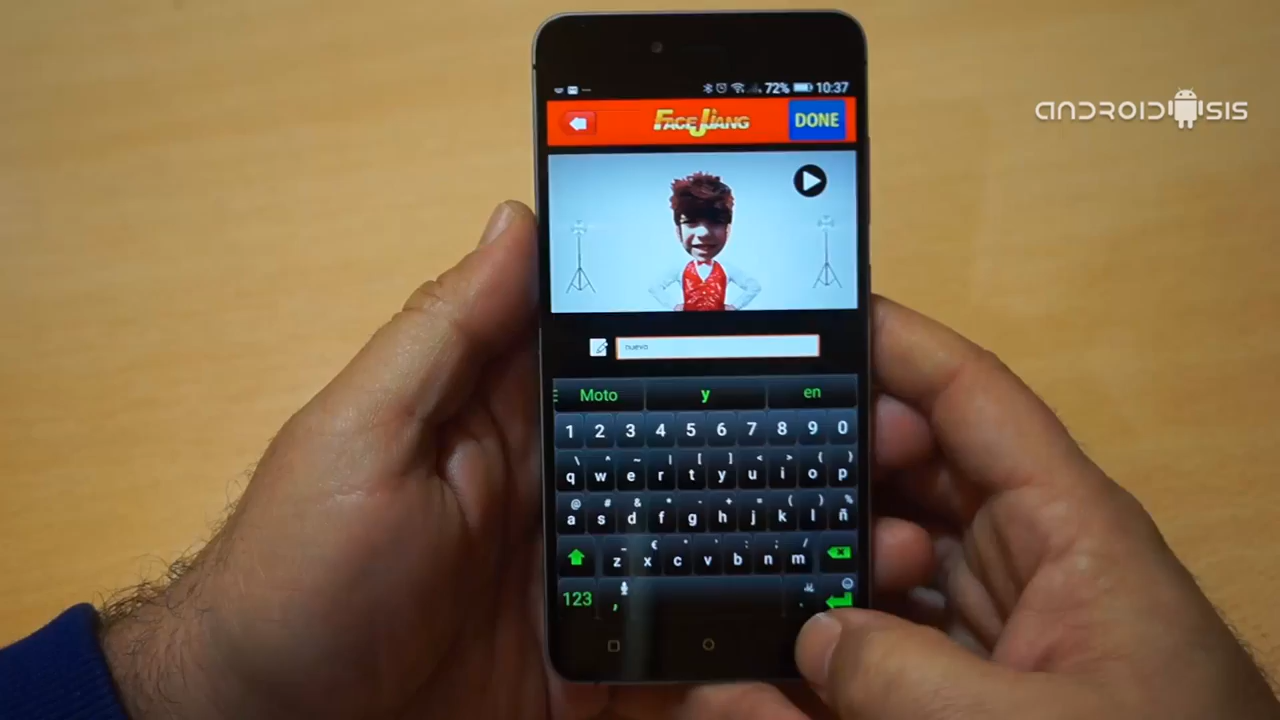 ANDROIDSIS
72% 10:37
FACEJJANG DONE
nuevo
Moto y en
1 2 3 4 5 6 7 8 9 0
\ ^ ~ | [ ] < > { }
q w e r t y u i o p
@ # & * - + = ( ) %
a s d f g h j k l ñ
_ € " ' : ; /
z x c v b n m
123 , .